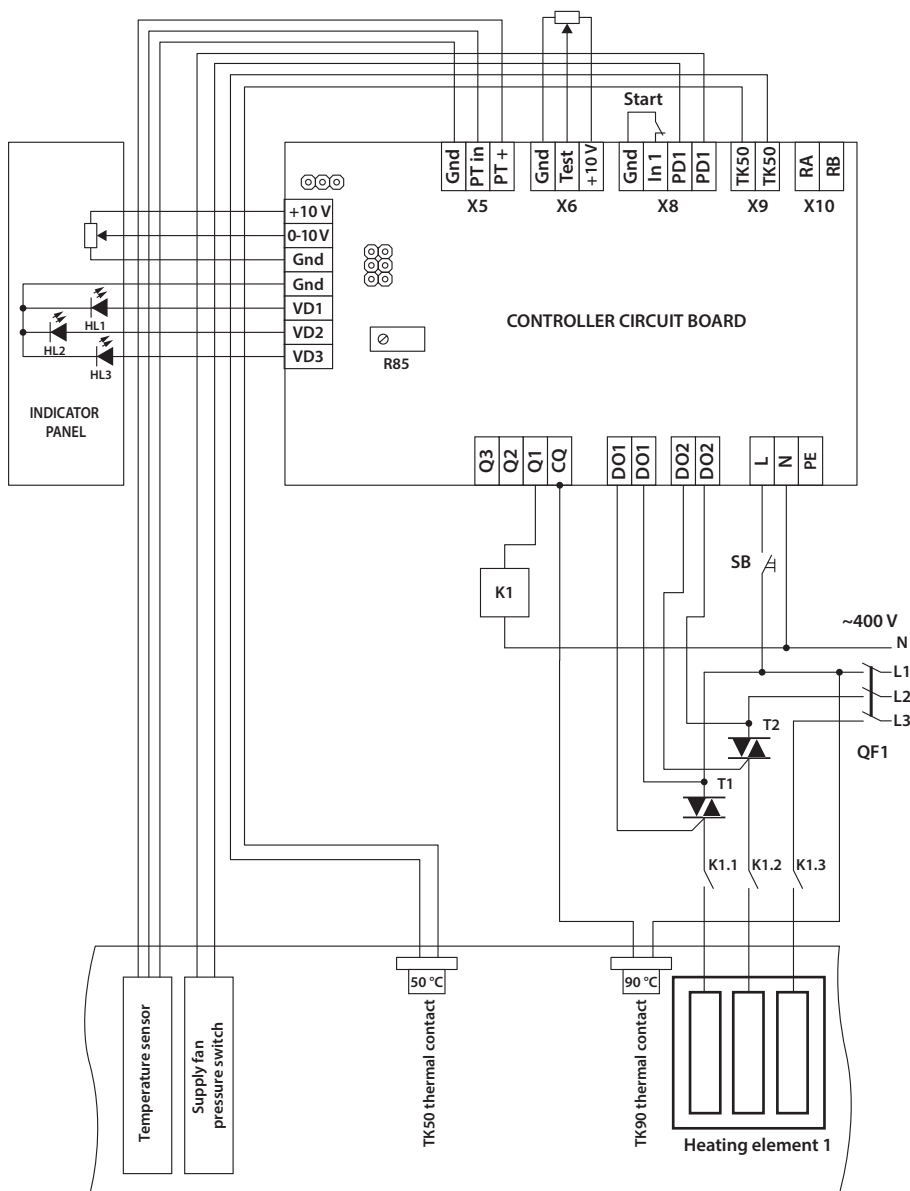 Start
Gnd
PT in
PT +
Gnd
Test
+10 V
Gnd
In 1
PD1
PD1
TK50
TK50
RA
RB
X5
X6
X8
X9
X10
+10 V
0-10 V
Gnd
Gnd
VD1
VD2
VD3
HL1
HL2
HL3
R85
CONTROLLER CIRCUIT BOARD
INDICATOR
PANEL
Q3
Q2
Q1
CQ
DO1
DO1
DO2
DO2
L
N
PE
SB
K1
~400 V
N
L1
L2
L3
QF1
T2
T1
K1.1
K1.2
K1.3
50 °C
90 °C
Temperature sensor
Supply fan
pressure switch
TK50 thermal contact
TK90 thermal contact
Heating element 1